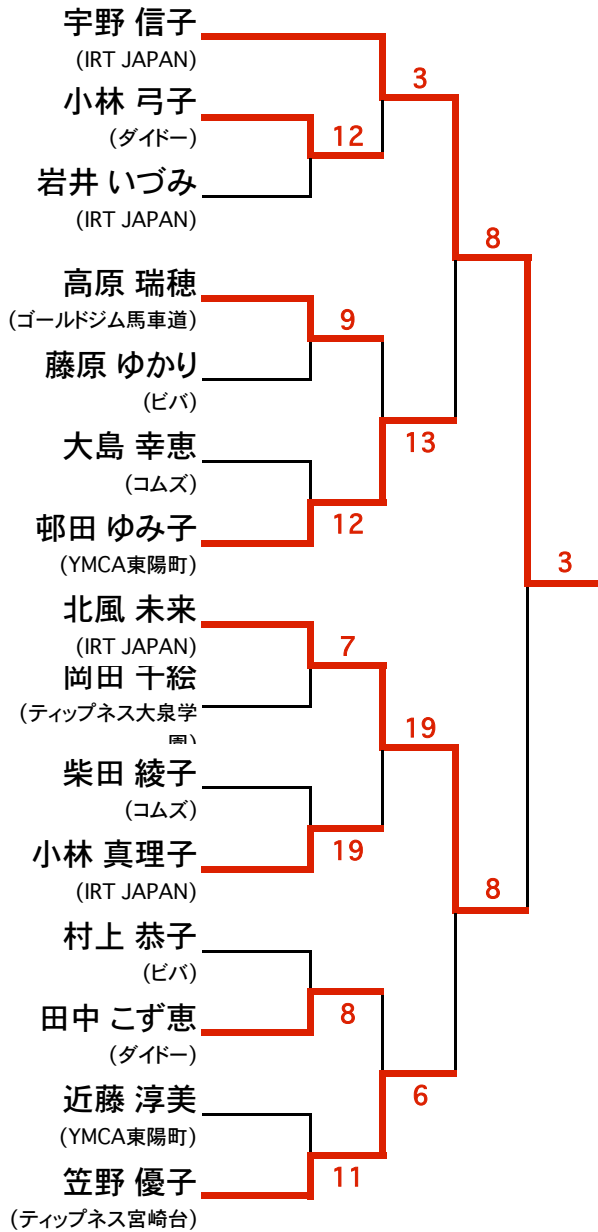 宇野 信子
(IRT JAPAN)
3
小林 弓子
(ダイドー)
12
岩井 いづみ
(IRT JAPAN)
8
高原 瑞穂
(ゴールドジム馬車道)
9
藤原 ゆかり
(ビバ)
13
大島 幸恵
(コムズ)
12
邨田 ゆみ子
(YMCA東陽町)
3
北風 未来
(IRT JAPAN)
7
岡田 千絵
(ティップネス大泉学
園)
19
柴田 綾子
(コムズ)
19
小林 真理子
(IRT JAPAN)
8
村上 恭子
(ビバ)
8
田中 こず恵
(ダイドー)
6
近藤 淳美
(YMCA東陽町)
11
笠野 優子
(ティップネス宮崎台)